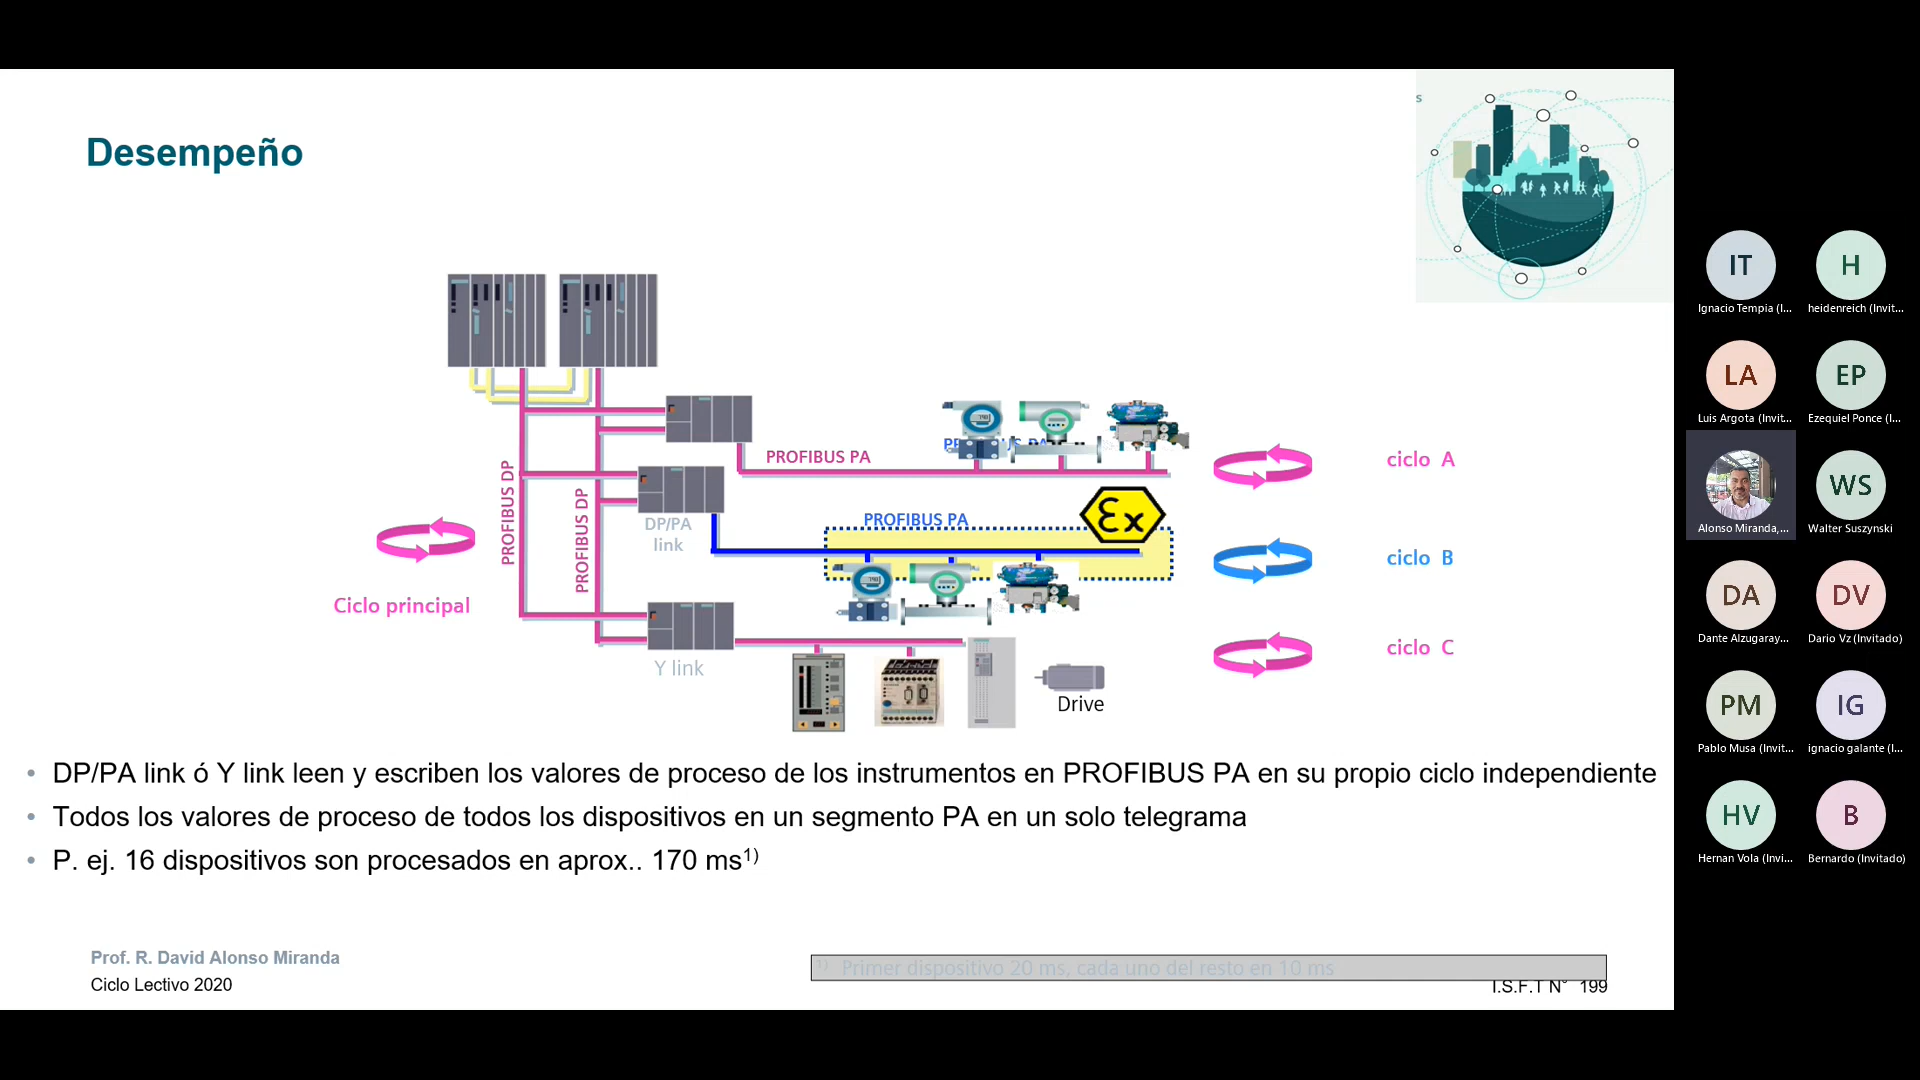 s
Desempeño
PROFIBUS PA
PROFIBUS PA
ciclo A
PROFIBUS DP
PROFIBUS DP
DP/PA
link
PROFIBUS PA
Ex
ciclo B
Ciclo principal
Y link
ciclo C
Drive
• DP/PA link ó Y link leen y escriben los valores de proceso de los instrumentos en PROFIBUS PA en su propio ciclo independiente
• Todos los valores de proceso de todos los dispositivos en un segmento PA en un solo telegrama
• P. ej. 16 dispositivos son procesados en aprox.. 170 ms1)
Prof. R. David Alonso Miranda
Ciclo Lectivo 2020
1) Primer dispositivo 20 ms, cada uno del resto en 10 ms
I.S.F.T N° 199
IT
Ignacio Tempia (I...
H
heidenreich (Invit...
LA
Luis Argota (Invit...
EP
Ezequiel Ponce (I...
Alonso Miranda,...
WS
Walter Suszynski
DA
Dante Alzugaray...
DV
Dario Vz (Invitado)
PM
Pablo Musa (Invit...
IG
ignacio galante (I...
HV
Hernan Vola (Invi...
B
Bernardo (Invitado)